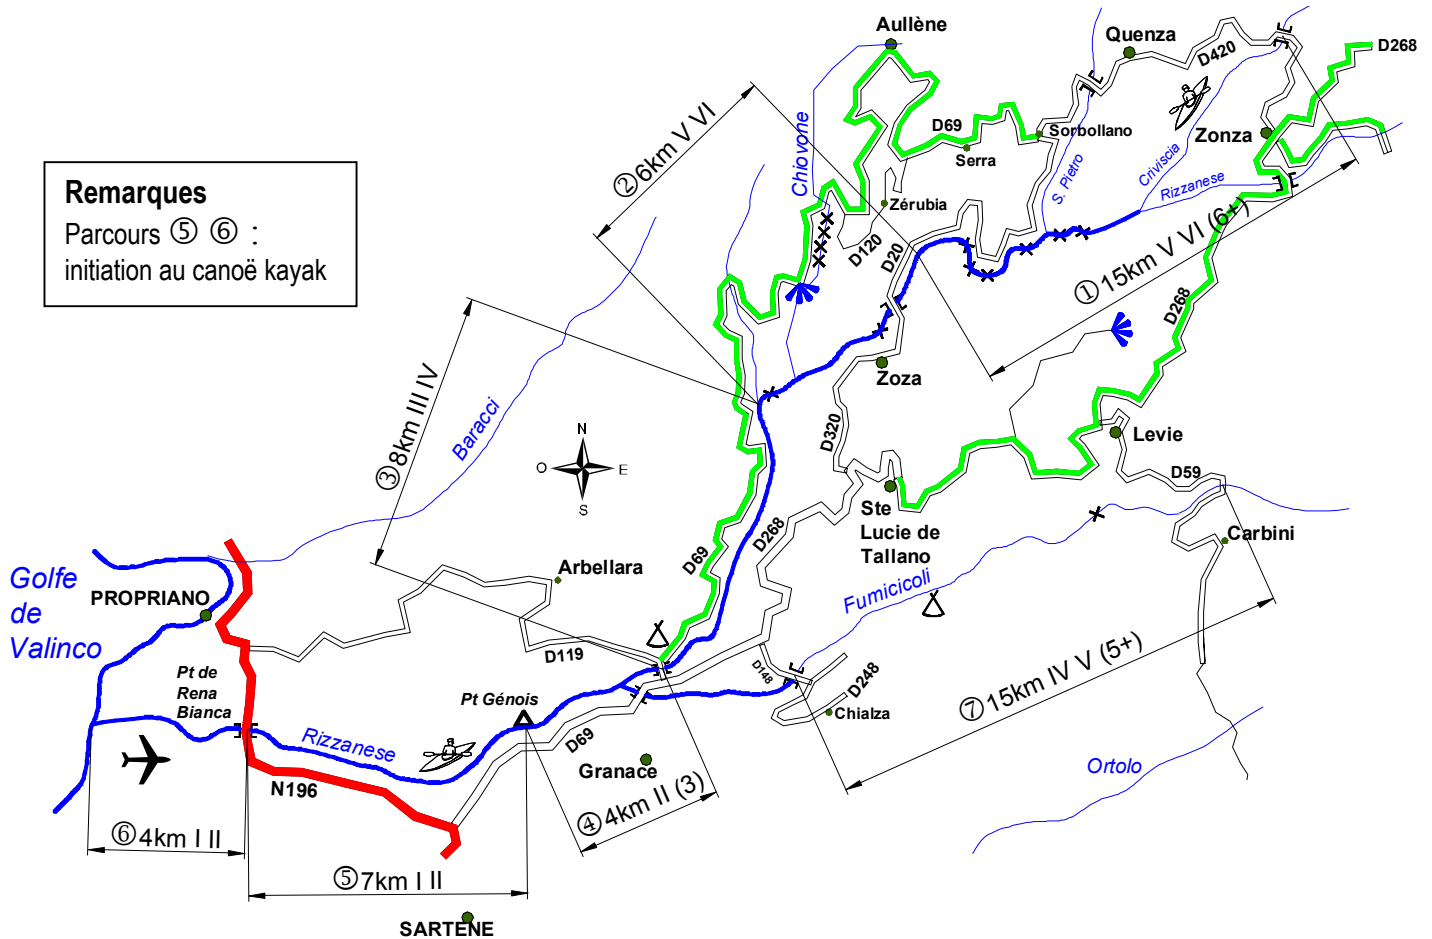 Aullène
Quenza
D420
D268
Remarques
Parcours ⑤ ⑥ :
initiation au canoë kayak
②6km V VI
Chiovone
D69
Serra
Sorbollano
Zonza
S. Pietro
Criviscia
Rizzanese
Zérubia
D120
D20
①15km V VI (6+)
D268
③8km III IV
Baracci
Zoza
D320
Levie
D59
N
O
E
S
Ste
Lucie de
Tallano
Carbini
D268
D69
Arbellara
Fumicicoli
Golfe
de
Valinco
PROPRIANO
D119
D148
D248
Chialza
⑦15km IV V (5+)
Pt de
Rena
Bianca
Pt Génois
Rizzanese
D69
Granace
④4km II (3)
Ortolo
N196
⑥4km I II
⑤7km I II
SARTENE